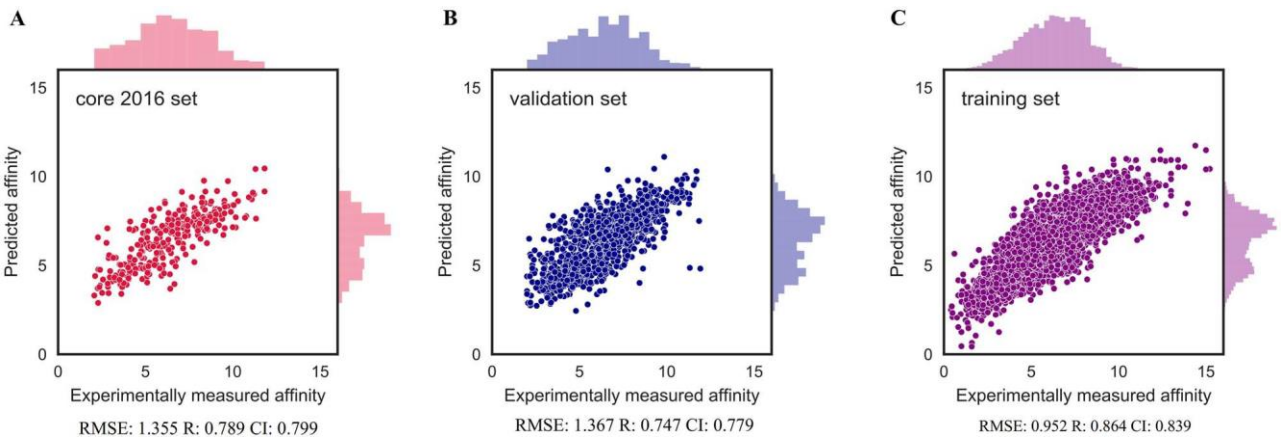 A
core 2016 set
Predicted affinity
15
10
5
0
0 5 10 15
Experimentally measured affinity
RMSE: 1.355 R: 0.789 CI: 0.799
B
validation set
Predicted affinity
15
10
5
0
0 5 10 15
Experimentally measured affinity
RMSE: 1.367 R: 0.747 CI: 0.779
C
training set
Predicted affinity
15
10
5
0
0 5 10 15
Experimentally measured affinity
RMSE: 0.952 R: 0.864 CI: 0.839